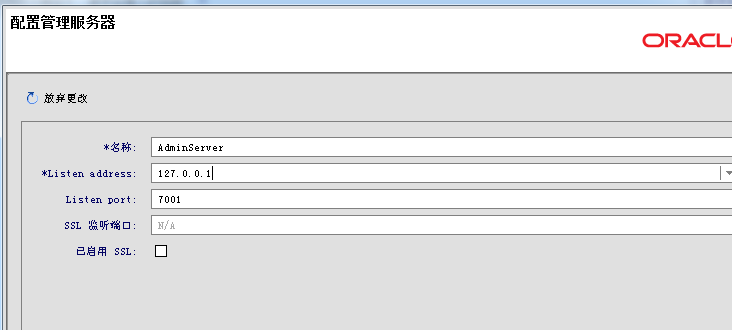 配置管理服务器
ORACL
放弃更改
*名称: AdminServer
*Listen address: 127.0.0.1
Listen port: 7001
SSL 监听端口: N/A
已启用 SSL: